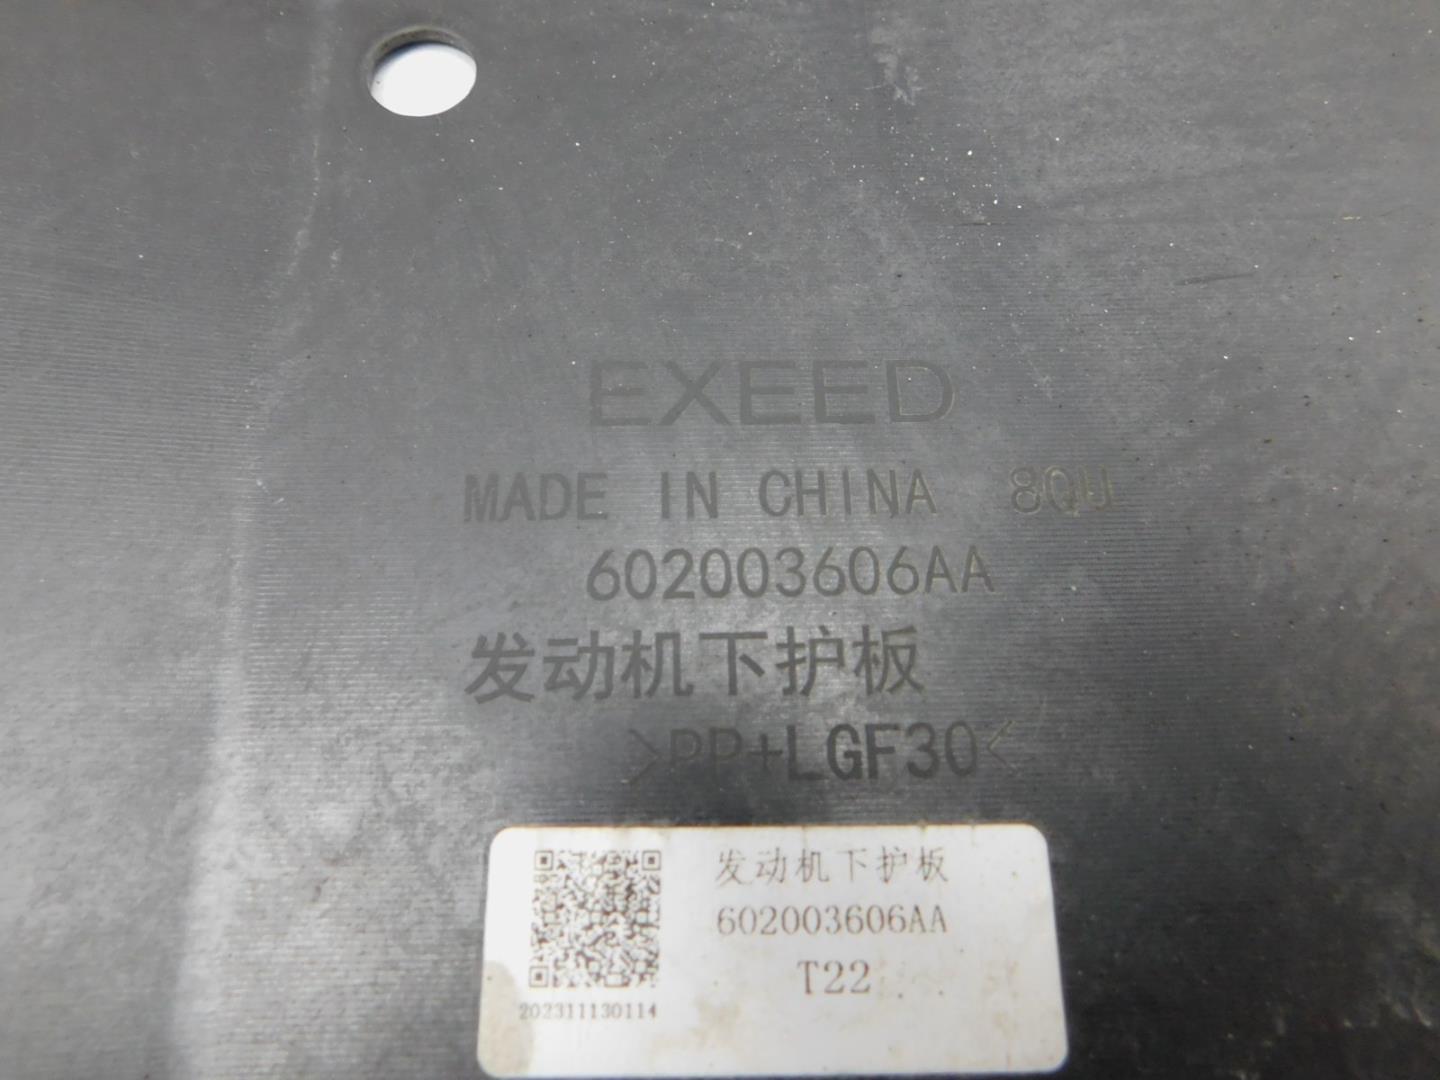 EXEED
MADE IN CHINA 8QU
602003606AA
发动机下护板
>PP+LGF30<
发动机下护板
602003606AA
T22
202311130114